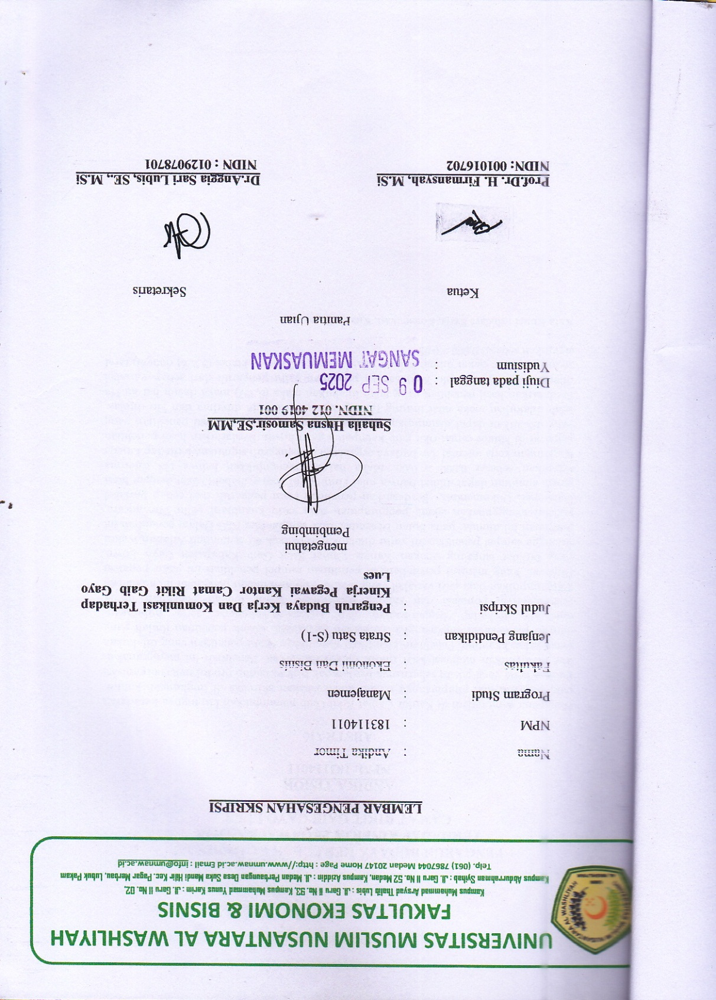 UNIVERSITAS MUSLIM NUSANTARA AL WASHLIYAH
FAKULTAS EKONOMI & BISNIS
Kampus Muhammad Arsyad Thalib Lubis : Jl. Garu II No. 93, Kampus Muhammad Yunus Karim : Jl. Garu II No. 02,
Kampus Abdurrahman Syihab : Jl. Garu II No. 52 Medan, Kampus Aziddin : Jl. Medan Perbaungan Desa Suka Mandi Hilir Kec. Pagar Merbau, Lubuk Pakam
Telp. (061) 7867044 Medan 20147 Home Page : http://www.umnaw.ac.id Email : info@umnaw.ac.id
LEMBAR PENGESAHAN SKRIPSI
Nama : Andika Timor
NPM : 183114011
Program Studi : Manajemen
Fakultas : Ekonomi Dan Bisnis
Jenjang Pendidikan : Strata Satu (S-1)
Judul Skripsi : Pengaruh Budaya Kerja Dan Komunikasi Terhadap
Kinerja Pegawai Kantor Camat Rikit Gaib Gayo
Lues
mengetahui
Pembimbing
Suhaila Husna Samosir,SE,MM
NIDN. 012 4019 001
Diuji pada tanggal : 09 SEP 2025
Yudisium : SANGAT MEMUASKAN
Panitia Ujian
Ketua Sekretaris
Prof.Dr. H. Firmansyah, M.Si Dr.Anggia Sari Lubis, SE., M.Si
NIDN: 001016702 NIDN : 0129078701